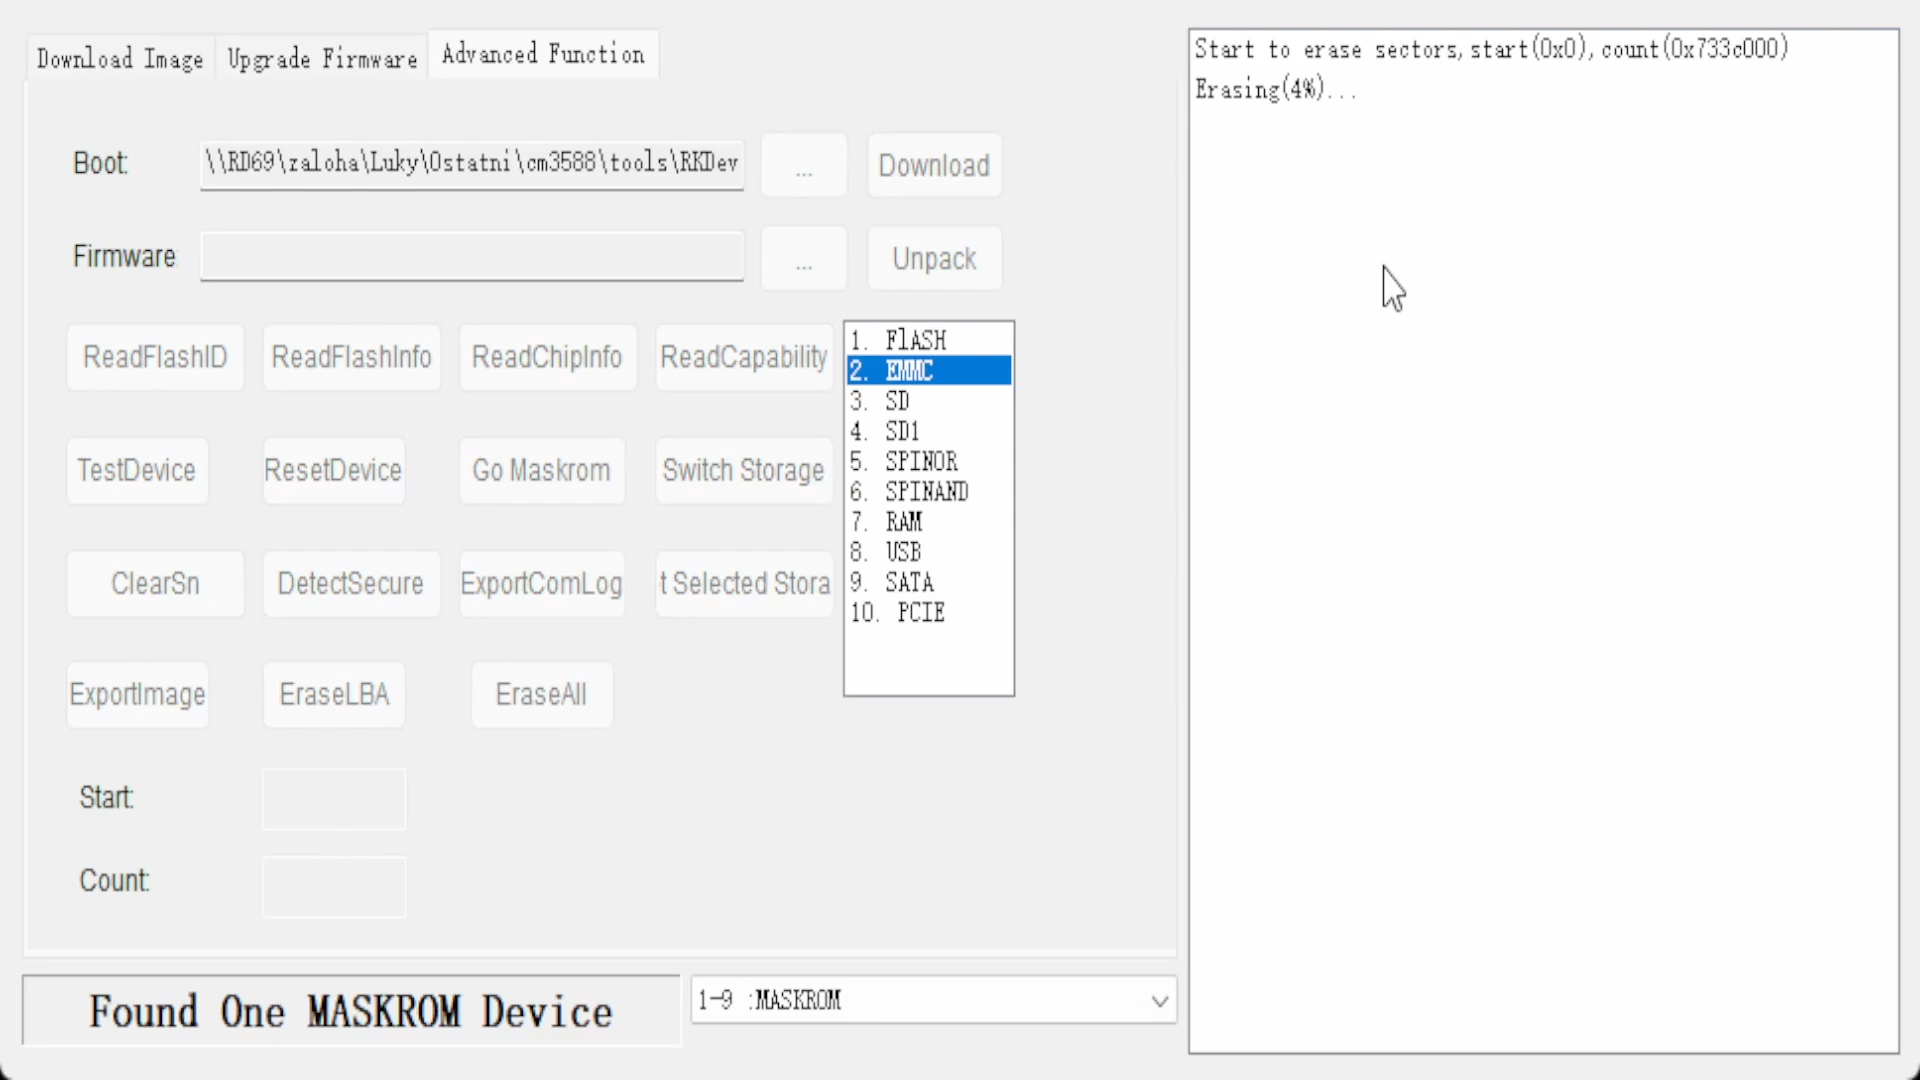 Download Image
Upgrade Firmware
Advanced Function
Boot:
\\RD69\zaloha\Luky\Ostatni\cm3588\tools\RKDev
...
Download
Firmware:
...
Unpack
ReadFlashID
ReadFlashInfo
ReadChipInfo
ReadCapability
TestDevice
ResetDevice
Go Maskrom
Switch Storage
ClearSn
DetectSecure
ExportComLog
t Selected Stora
ExportImage
EraseLBA
EraseAll
1. FlASH
2. EMMC
3. SD
4. SD1
5. SPINOR
6. SPINAND
7. RAM
8. USB
9. SATA
10. PCIE
Start:
Count:
Found One MASKROM Device
1-9 :MASKROM
Start to erase sectors,start(0x0),count(0x733c000)
Erasing(4%)...